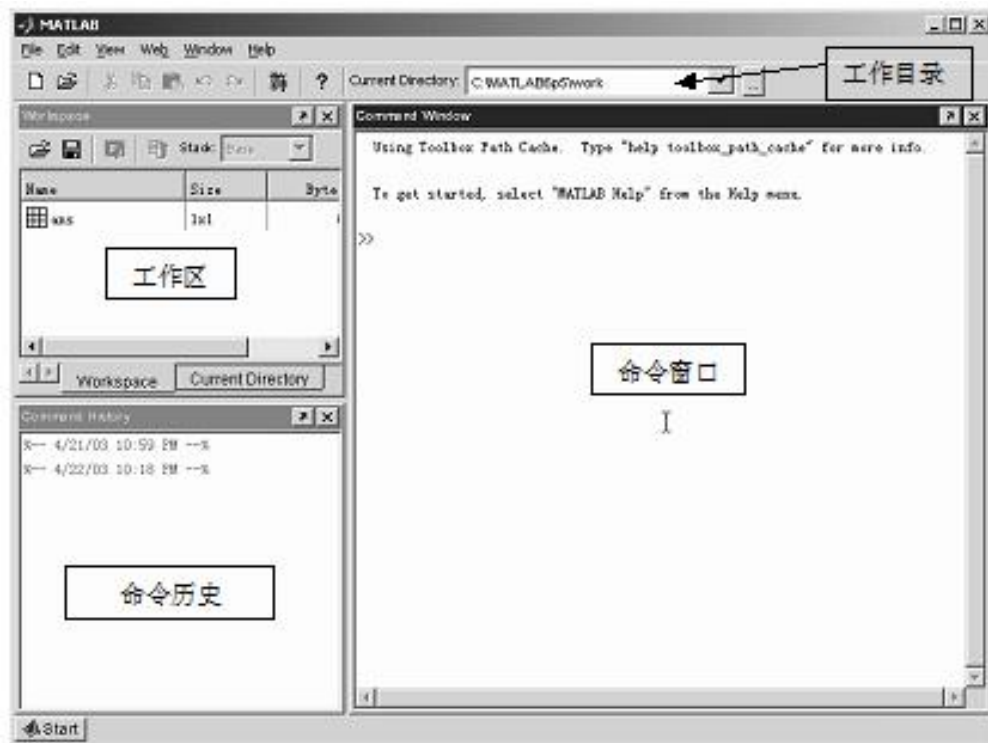 MATLAB
File Edit View Web Window Help
Current Directory: C:\MATLAB6p5\work
工作目录
Workspace
Stack: Base
Name Size Byte
ans 1x1
工作区
Workspace Current Directory
Command History
%-- 4/21/03 10:59 PM --%
%-- 4/22/03 10:18 PM --%
命令历史
Command Window
Using Toolbox Path Cache. Type "help toolbox_path_cache" for more info.
To get started, select "MATLAB Help" from the Help menu.
>>
命令窗口
Start